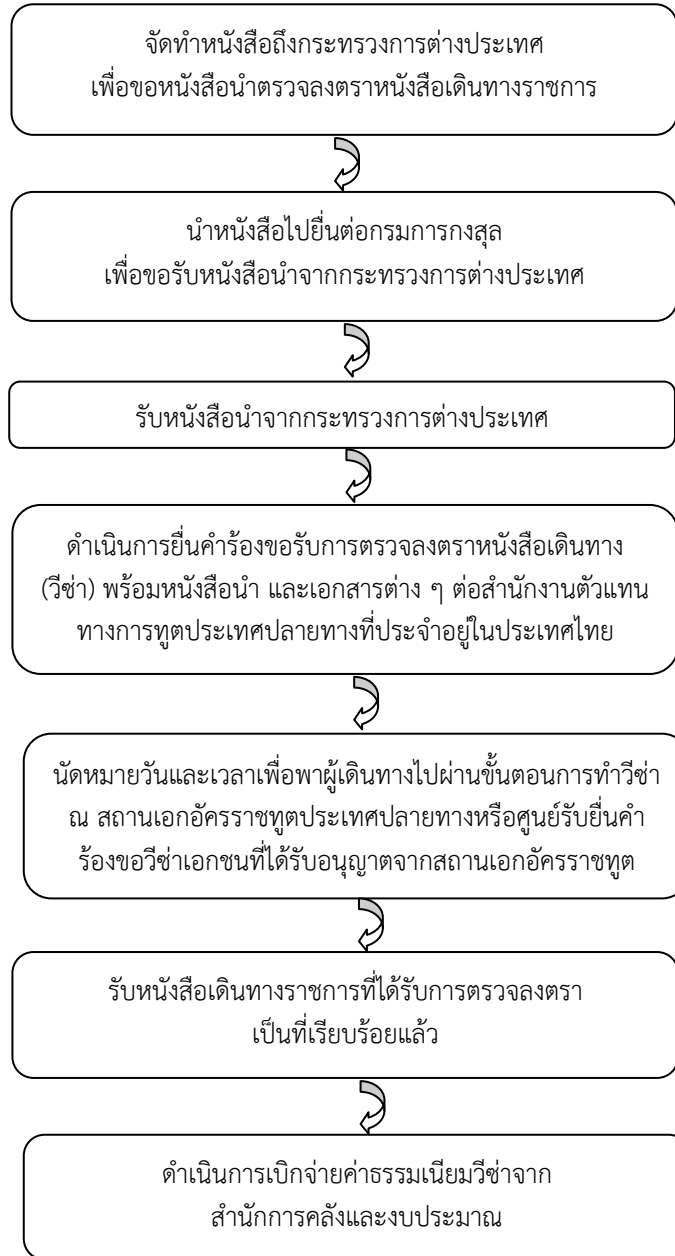 จัดทำหนังสือถึงกระทรวงการต่างประเทศ
เพื่อขอหนังสือนำตรวจลงตราหนังสือเดินทางราชการ
นำหนังสือไปยื่นต่อกรมการกงสุล
เพื่อขอรับหนังสือนำจากกระทรวงการต่างประเทศ
รับหนังสือนำจากกระทรวงการต่างประเทศ
ดำเนินการยื่นคำร้องขอรับการตรวจลงตราหนังสือเดินทาง
(วีซ่า) พร้อมหนังสือนำ และเอกสารต่าง ๆ ต่อสำนักงานตัวแทน
ทางการทูตประเทศปลายทางที่ประจำอยู่ในประเทศไทย
นัดหมายวันและเวลาเพื่อพาผู้เดินทางไปผ่านขั้นตอนการทำวีซ่า
ณ สถานเอกอัครราชทูตประเทศปลายทางหรือศูนย์รับยื่นคำ
ร้องขอวีซ่าเอกชนที่ได้รับอนุญาตจากสถานเอกอัครราชทูต
รับหนังสือเดินทางราชการที่ได้รับการตรวจลงตรา
เป็นที่เรียบร้อยแล้ว
ดำเนินการเบิกจ่ายค่าธรรมเนียมวีซ่าจาก
สำนักการคลังและงบประมาณ